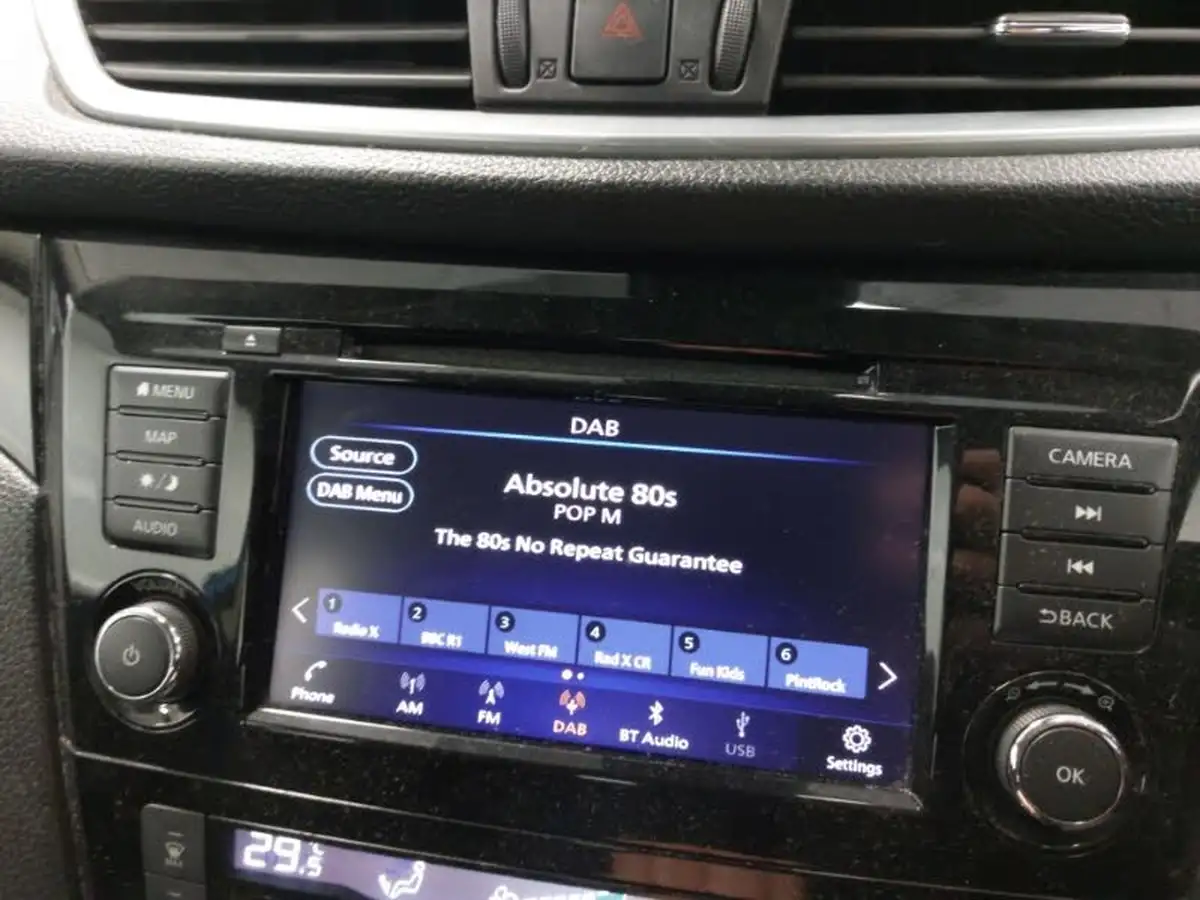 MENU
MAP
AUDIO
DAB
Source
DAB Menu
Absolute 80s
POP M
The 80s No Repeat Guarantee
1
Radio X
2
BBC R1
3
West FM
4
Rad X CR
5
Fun Kids
6
PlntRock
Phone
AM
FM
DAB
BT Audio
USB
Settings
CAMERA
BACK
OK
VOLUME
29.5°C
MAX